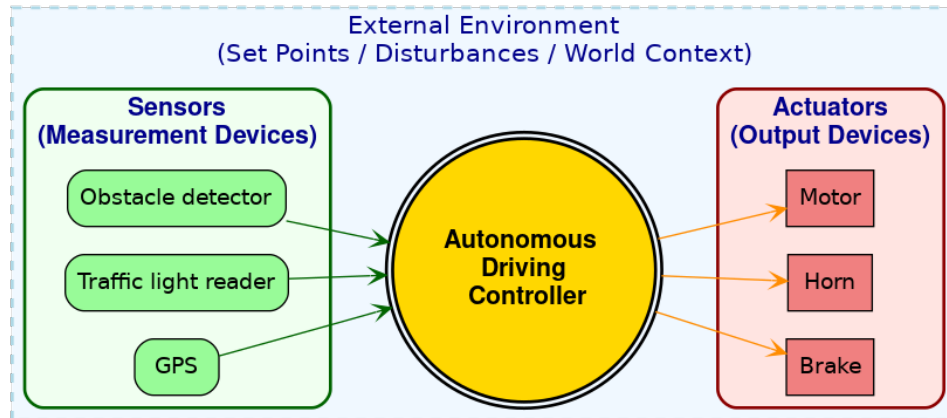 External Environment
(Set Points / Disturbances / World Context)
Sensors
(Measurement Devices)
Obstacle detector
Traffic light reader
GPS
Autonomous
Driving
Controller
Actuators
(Output Devices)
Motor
Horn
Brake